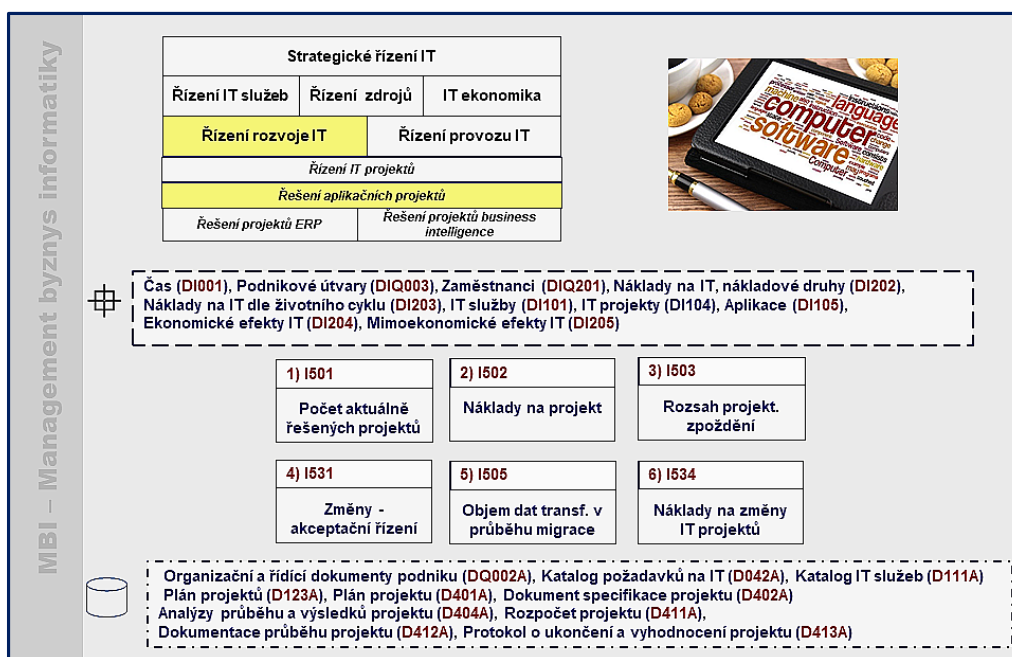 MBI – Management byznys informatiky
Strategické řízení IT
Řízení IT služeb
Řízení zdrojů
IT ekonomika
Řízení rozvoje IT
Řízení provozu IT
Řízení IT projektů
Řešení aplikačních projektů
Řešení projektů ERP
Řešení projektů business
intelligence
language
computer
software
Computer
Čas (DI001), Podnikové útvary (DIQ003), Zaměstnanci (DIQ201), Náklady na IT, nákladové druhy (DI202),
Náklady na IT dle životního cyklu (DI203), IT služby (DI101), IT projekty (DI104), Aplikace (DI105),
Ekonomické efekty IT (DI204), Mimoekonomické efekty IT (DI205)
1) I501
Počet aktuálně
řešených projektů
2) I502
Náklady na projekt
3) I503
Rozsah projekt.
zpoždění
4) I531
Změny -
akceptační řízení
5) I505
Objem dat transf. v
průběhu migrace
6) I534
Náklady na změny
IT projektů
Organizační a řídící dokumenty podniku (DQ002A), Katalog požadavků na IT (D042A), Katalog IT služeb (D111A)
Plán projektů (D123A), Plán projektu (D401A), Dokument specifikace projektu (D402A)
Analýzy průběhu a výsledků projektu (D404A), Rozpočet projektu (D411A),
Dokumentace průběhu projektu (D412A), Protokol o ukončení a vyhodnocení projektu (D413A)